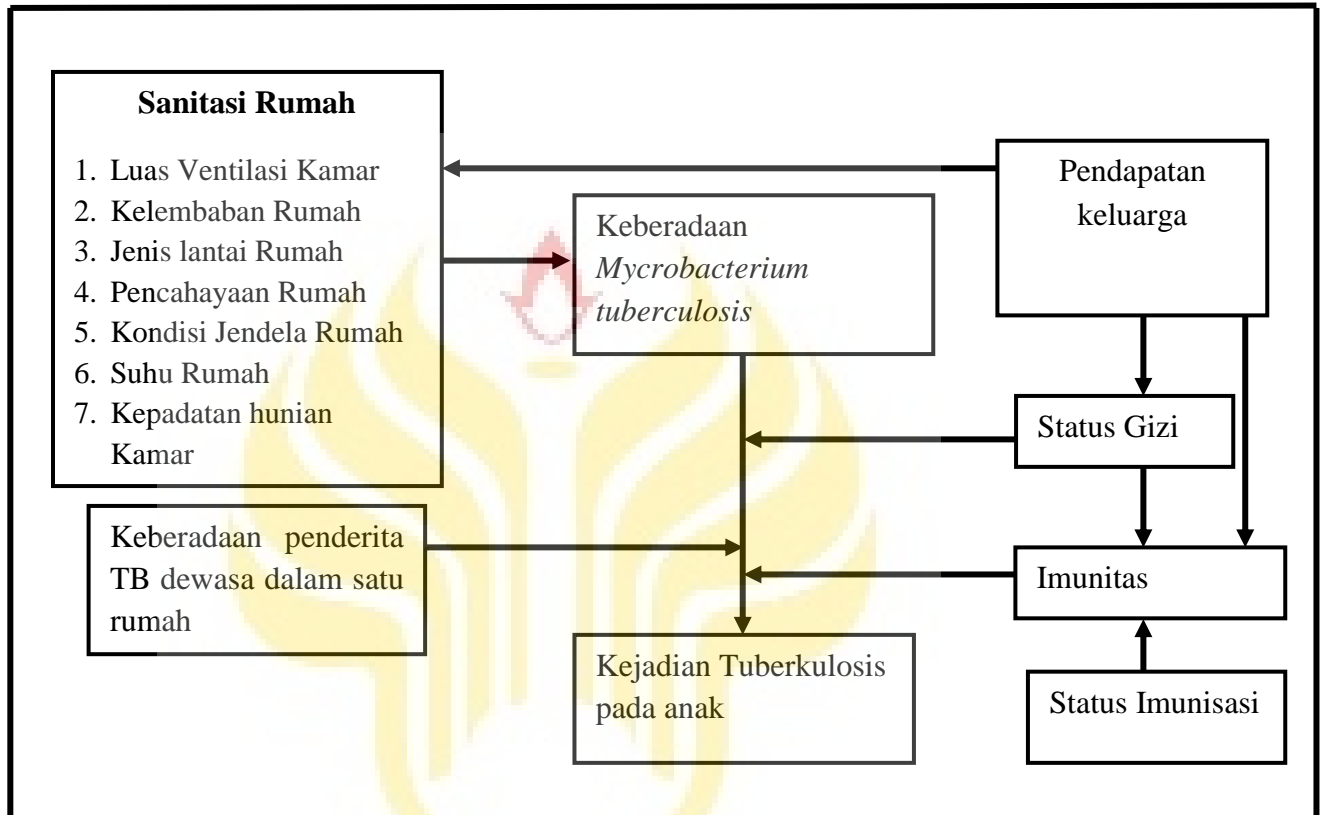 Sanitasi Rumah
1. Luas Ventilasi Kamar
2. Kelembaban Rumah
3. Jenis lantai Rumah
4. Pencahayaan Rumah
5. Kondisi Jendela Rumah
6. Suhu Rumah
7. Kepadatan hunian
Kamar
Keberadaan penderita
TB dewasa dalam satu
rumah
Keberadaan
Mycrobacterium
tuberculosis
Kejadian Tuberkulosis
pada anak
Pendapatan
keluarga
Status Gizi
Imunitas
Status Imunisasi